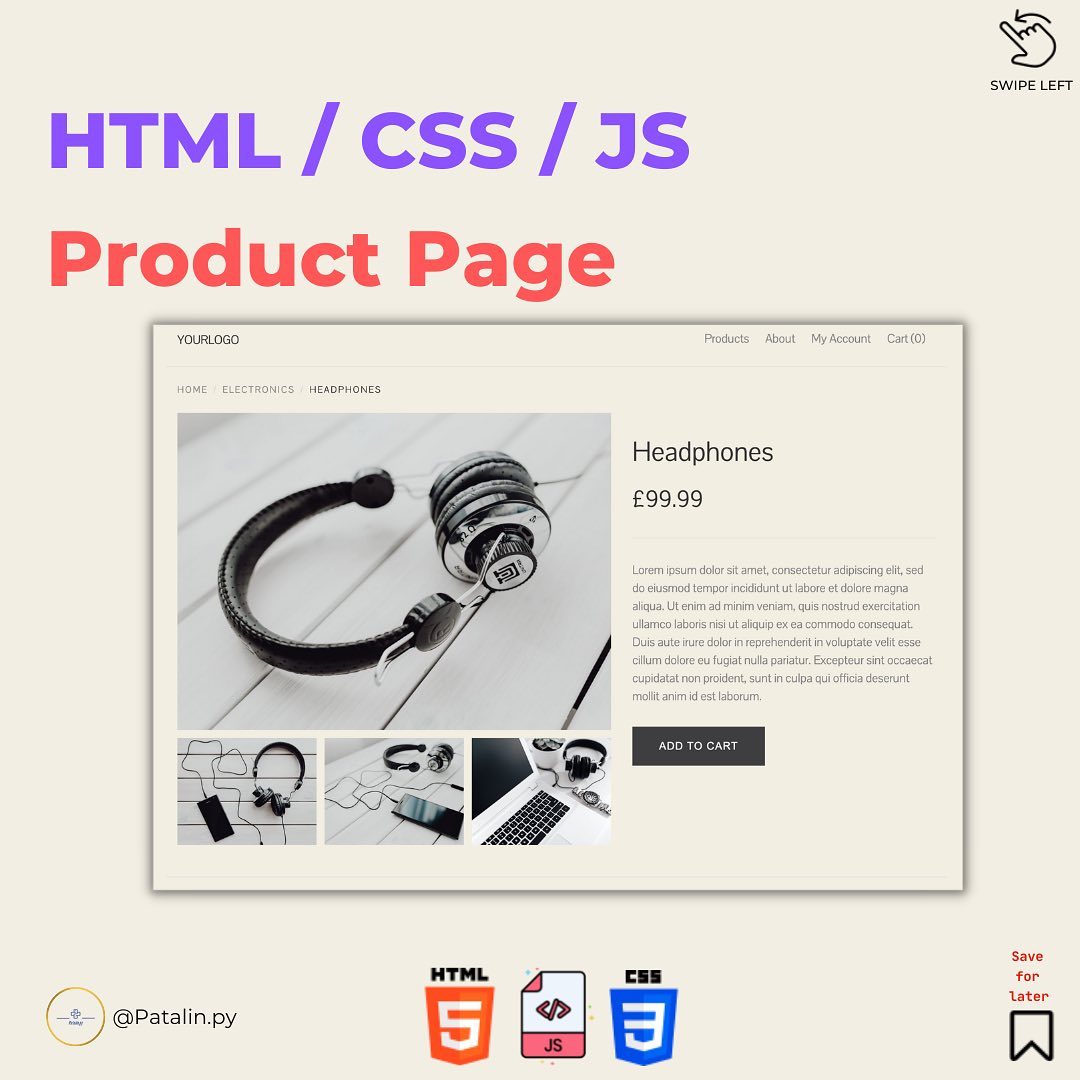 SWIPE LEFT
HTML / CSS / JS
Product Page
YOURLOGO
Products About My Account Cart (0)
HOME / ELECTRONICS / HEADPHONES
Headphones
£99.99
Lorem ipsum dolor sit amet, consectetur adipiscing elit, sed
do eiusmod tempor incididunt ut labore et dolore magna
aliqua. Ut enim ad minim veniam, quis nostrud exercitation
ullamco laboris nisi ut aliquip ex ea commodo consequat.
Duis aute irure dolor in reprehenderit in voluptate velit esse
cillum dolore eu fugiat nulla pariatur. Excepteur sint occaecat
cupidatat non proident, sunt in culpa qui officia deserunt
mollit anim id est laborum.
ADD TO CART
Save
for
later
@Patalin.py
HTML
5
JS
CSS
3